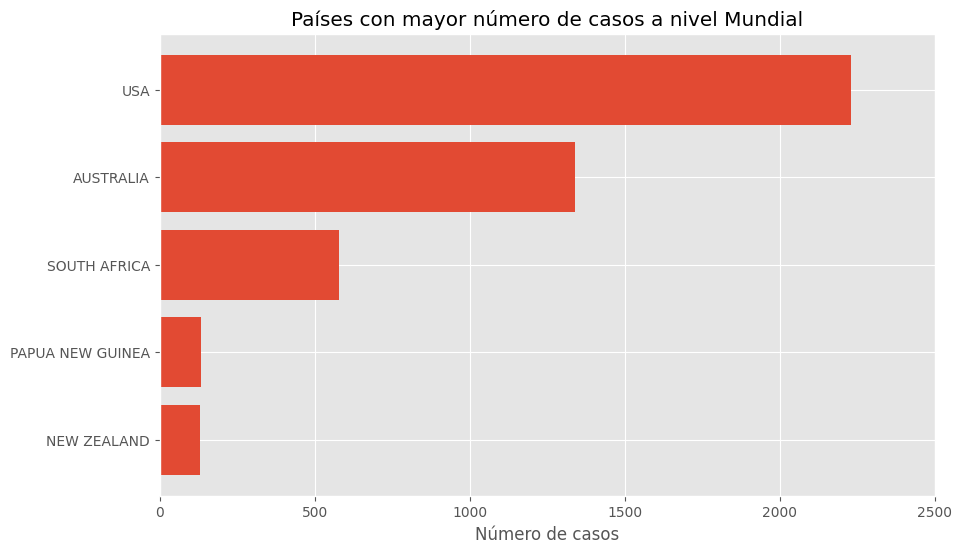 Países con mayor número de casos a nivel Mundial
USA
AUSTRALIA
SOUTH AFRICA
PAPUA NEW GUINEA
NEW ZEALAND
0 500 1000 1500 2000 2500
Número de casos